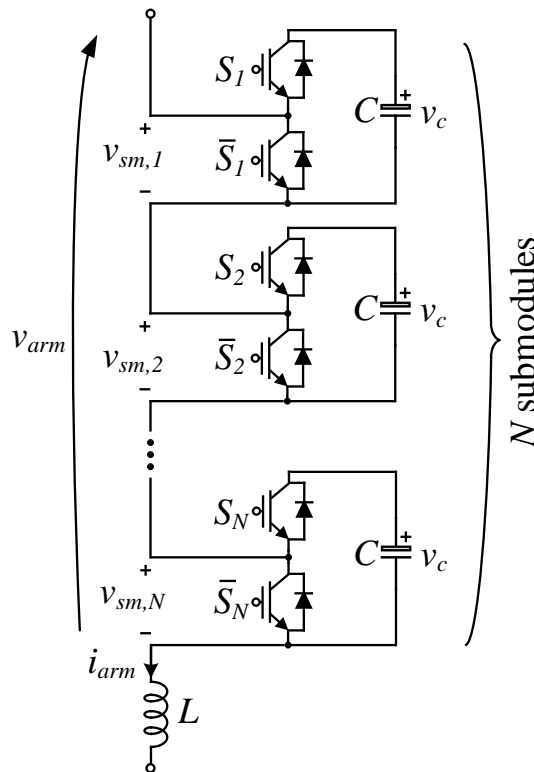 S1
+
C
vc
+
vsm,1
S̅1
-
S2
+
C
vc
varm
+
vsm,2
S̅2
-
N submodules
SN
+
C
vc
+
vsm,N
S̅N
-
iarm
L